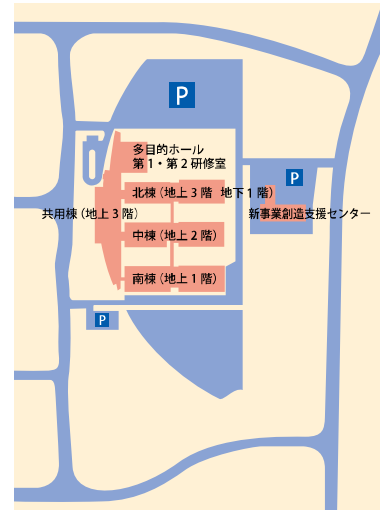 P
多目的ホール
第1・第2研修室
P
北棟(地上3階 地下1階)
共用棟(地上3階)
新事業創造支援センター
中棟(地上2階)
南棟(地上1階)
P